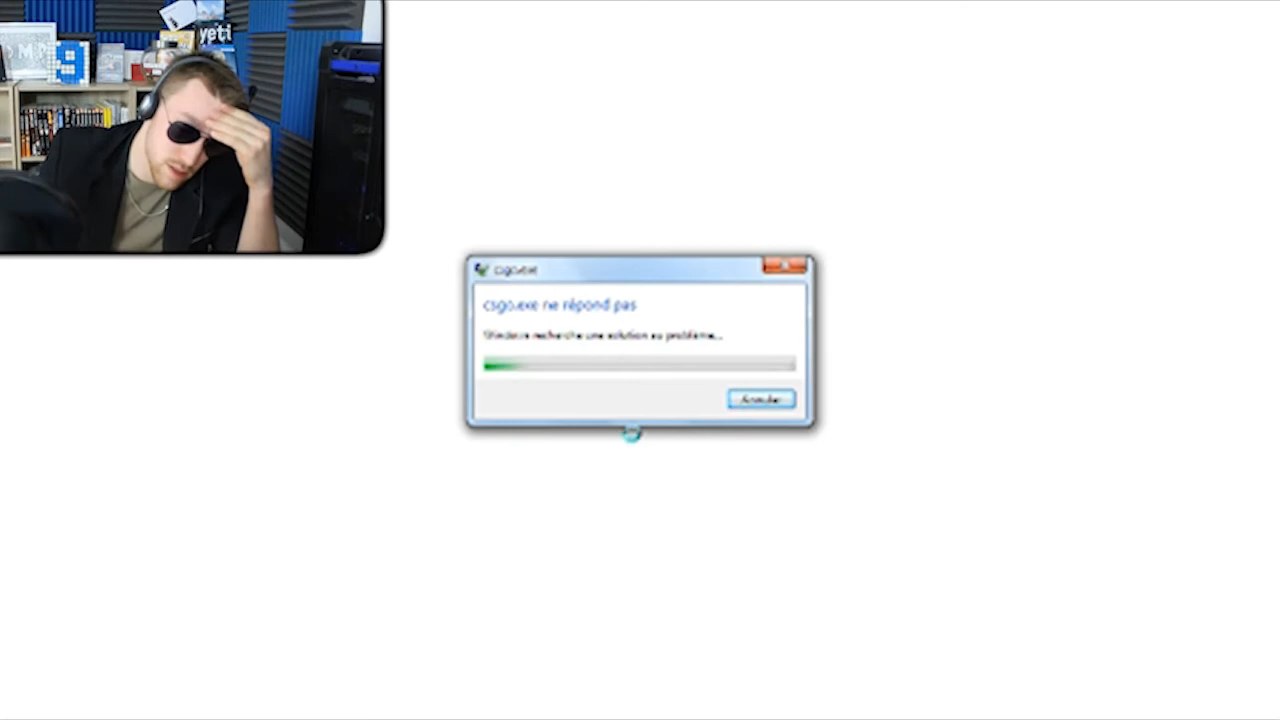 yeti
csgo.exe
csgo.exe ne répond pas
Windows recherche une solution au problème...
Annuler